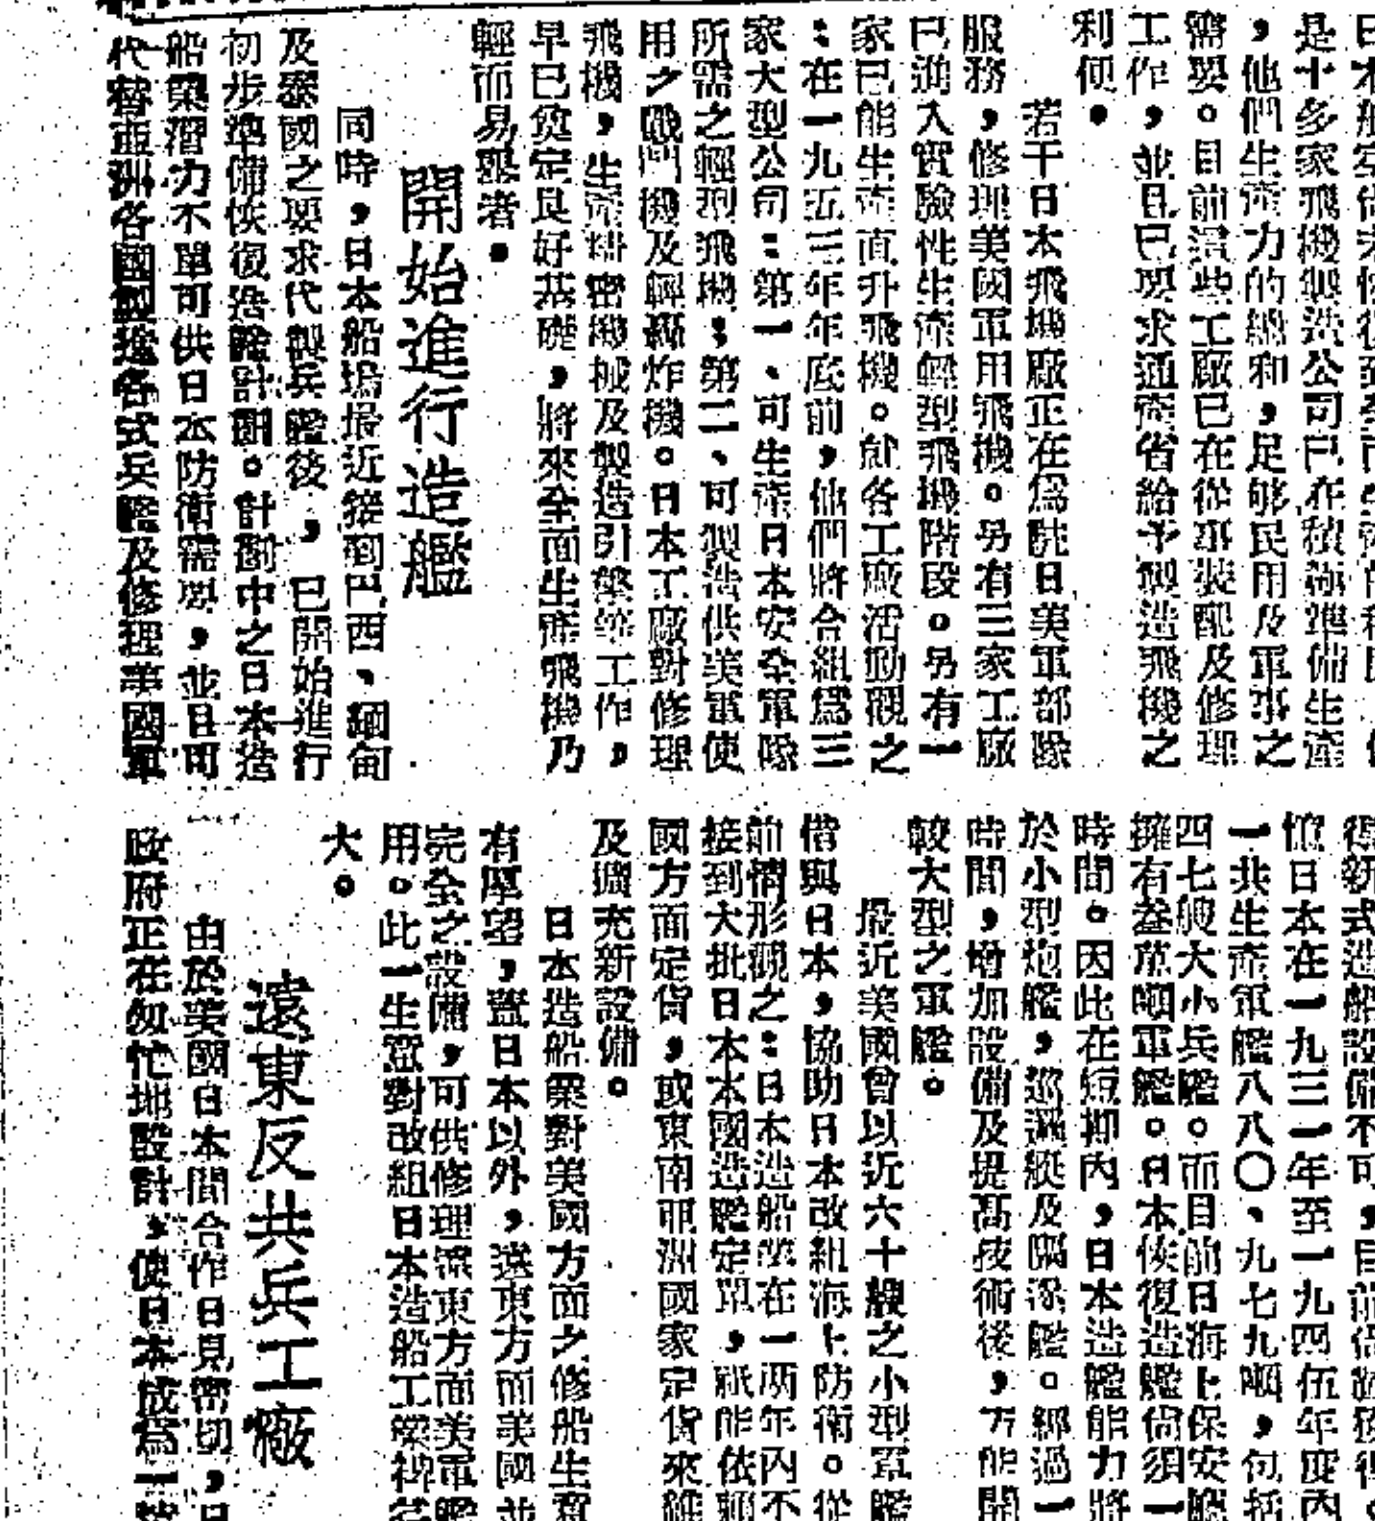 是十多家飛機製造公司已在積極準備生產
，他們生產力的總和，足够民用及軍事之
需要。目前這些工廠已在從事裝配及修理
工作，並且已要求通產省給予製造飛機之
利便。
若干日本飛機廠正在爲駐日美軍部隊
服務，修理美國軍用飛機。另有三家工廠
已進入實驗性生產輕型飛機階段。另有一
家已能生產直升飛機。就各工廠活動觀之
：在一九五三年年底前，他們將合組爲三
家大型公司：第一、可生產日本安全軍隊
所需之輕型飛機；第二、可製造供美軍使
用之戰鬥機及輕轟炸機。日本工廠對修理
飛機，生產精密機械及製造引擎等工作，
早已奠定良好基礎，將來全面生產飛機乃
輕而易舉者。
開始進行造艦
同時，日本船塢最近接到巴西、緬甸
及泰國之要求代製兵艦後，已開始進行
初步準備恢復造艦計劃。計劃中之日本造
船業潛力不單可供日本防衛需要，並且可
代替亞洲各國製造各式兵艦及修理美國軍
得新式造船設備不可，目前
憶日本在一九三一年至一九四伍年度內
一共生產軍艦八八〇、九七九噸，包括
四七艘大小兵艦。而目前日海上保安廳
擁有叁萬噸軍艦。日本恢復造艦尙須一
時間。因此在短期內，日本造艦能力將
於小型炮艦，巡邏艇及驅逐艦。經過一
時間，增加設備及提高技術後，方能開
較大型之軍艦。
最近美國曾以近六十艘之小型軍艦
借與日本，協助日本改組海上防衛。從
前情形觀之：日本造船業在一兩年內不
接到大批日本本國造艦定單，祇能依賴
國方面定貨，或東南亞洲國家定貨來維
及擴充新設備。
日本造船業對美國方面之修船生意
有厚望，蓋日本以外，遠東方面美國並
完全之設備，可供修理遠東方面美軍艦
用。此一生意對改組日本造船工業裨益
大。
遠東反共兵工廠
由於美國日本間合作日見密切，日
政府正在匆忙地設計，使日本成爲一